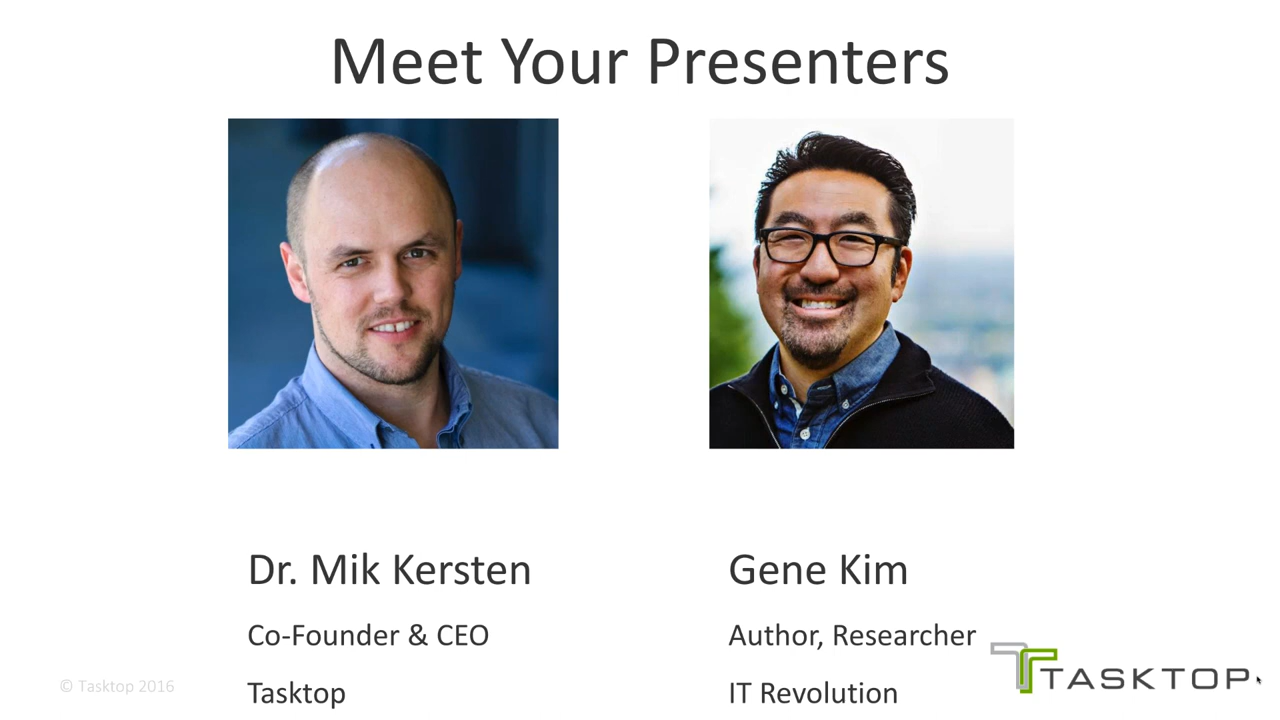 Meet Your Presenters
Dr. Mik Kersten
Co-Founder & CEO
Tasktop
Gene Kim
Author, Researcher
IT Revolution
© Tasktop 2016
TASKTOP